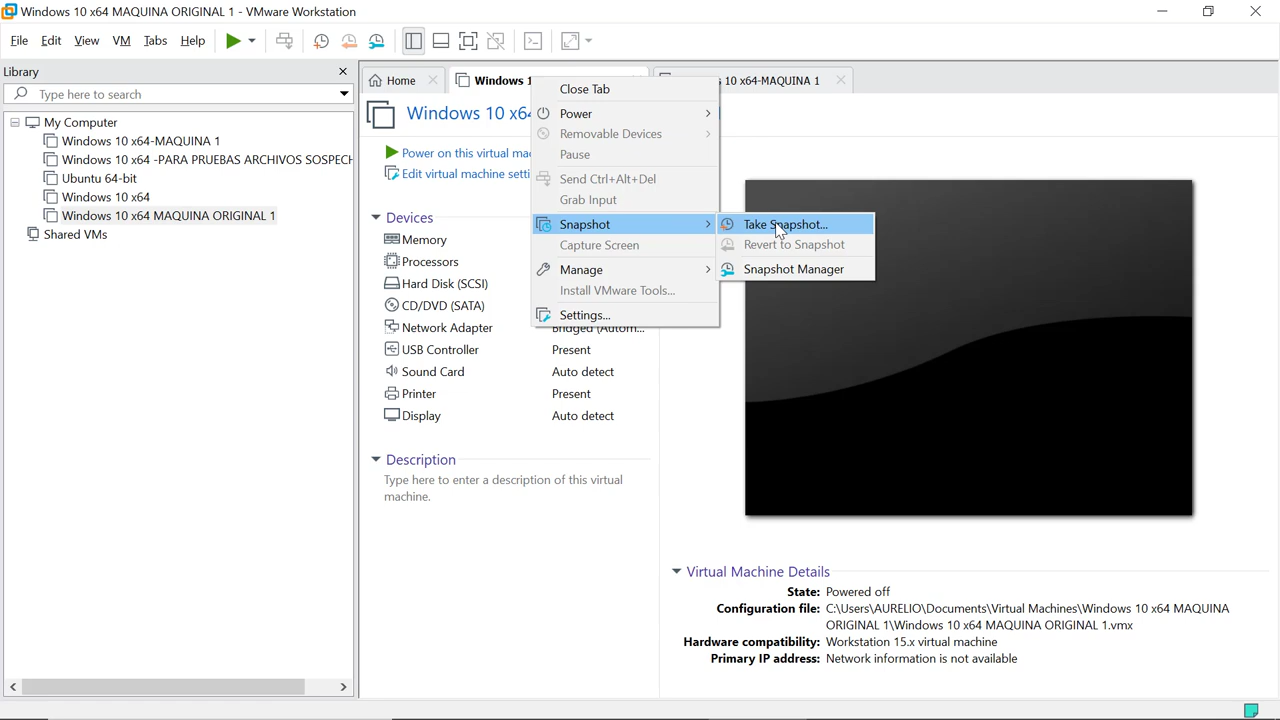 Windows 10 x64 MAQUINA ORIGINAL 1 - VMware Workstation
File Edit View VM Tabs Help
Library
Type here to search
My Computer
Windows 10 x64-MAQUINA 1
Windows 10 x64 -PARA PRUEBAS ARCHIVOS SOSPECH
Ubuntu 64-bit
Windows 10 x64
Windows 10 x64 MAQUINA ORIGINAL 1
Shared VMs
Home
Windows 1
10 x64-MAQUINA 1
Windows 10 x6
Power on this virtual ma
Edit virtual machine setti
Close Tab
Power
Removable Devices
Pause
Send Ctrl+Alt+Del
Grab Input
Snapshot
Capture Screen
Manage
Install VMware Tools...
Settings...
Take Snapshot...
Revert to Snapshot
Snapshot Manager
Devices
Memory
Processors
Hard Disk (SCSI)
CD/DVD (SATA)
Network Adapter Bridged (Autom...
USB Controller Present
Sound Card Auto detect
Printer Present
Display Auto detect
Description
Type here to enter a description of this virtual
machine.
Virtual Machine Details
State: Powered off
Configuration file: C:\Users\AURELIO\Documents\Virtual Machines\Windows 10 x64 MAQUINA
ORIGINAL 1\Windows 10 x64 MAQUINA ORIGINAL 1.vmx
Hardware compatibility: Workstation 15.x virtual machine
Primary IP address: Network information is not available